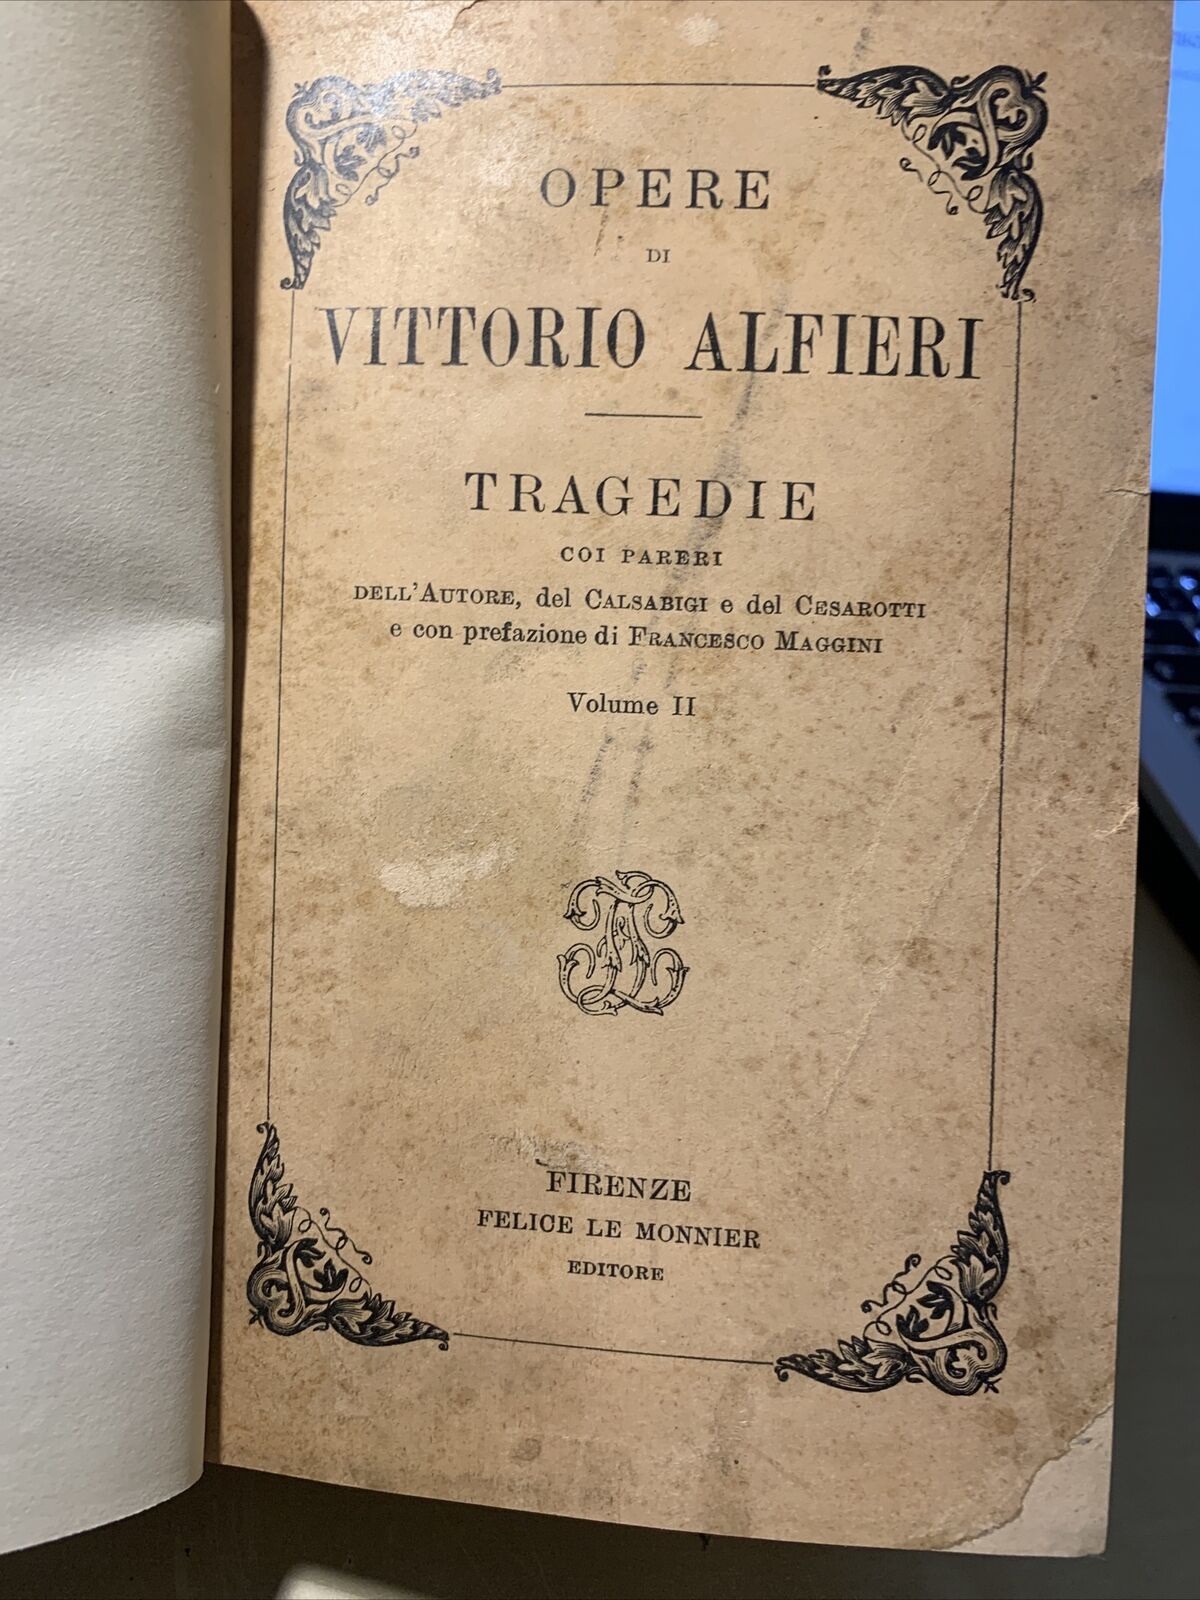 OPERE
DI
VITTORIO ALFIERI
TRAGEDIE
COI PARERI
DELL'AUTORE, del CALSABIGI e del CESAROTTI
e con prefazione di FRANCESCO MAGGINI
Volume II
FIRENZE
FELICE LE MONNIER
EDITORE